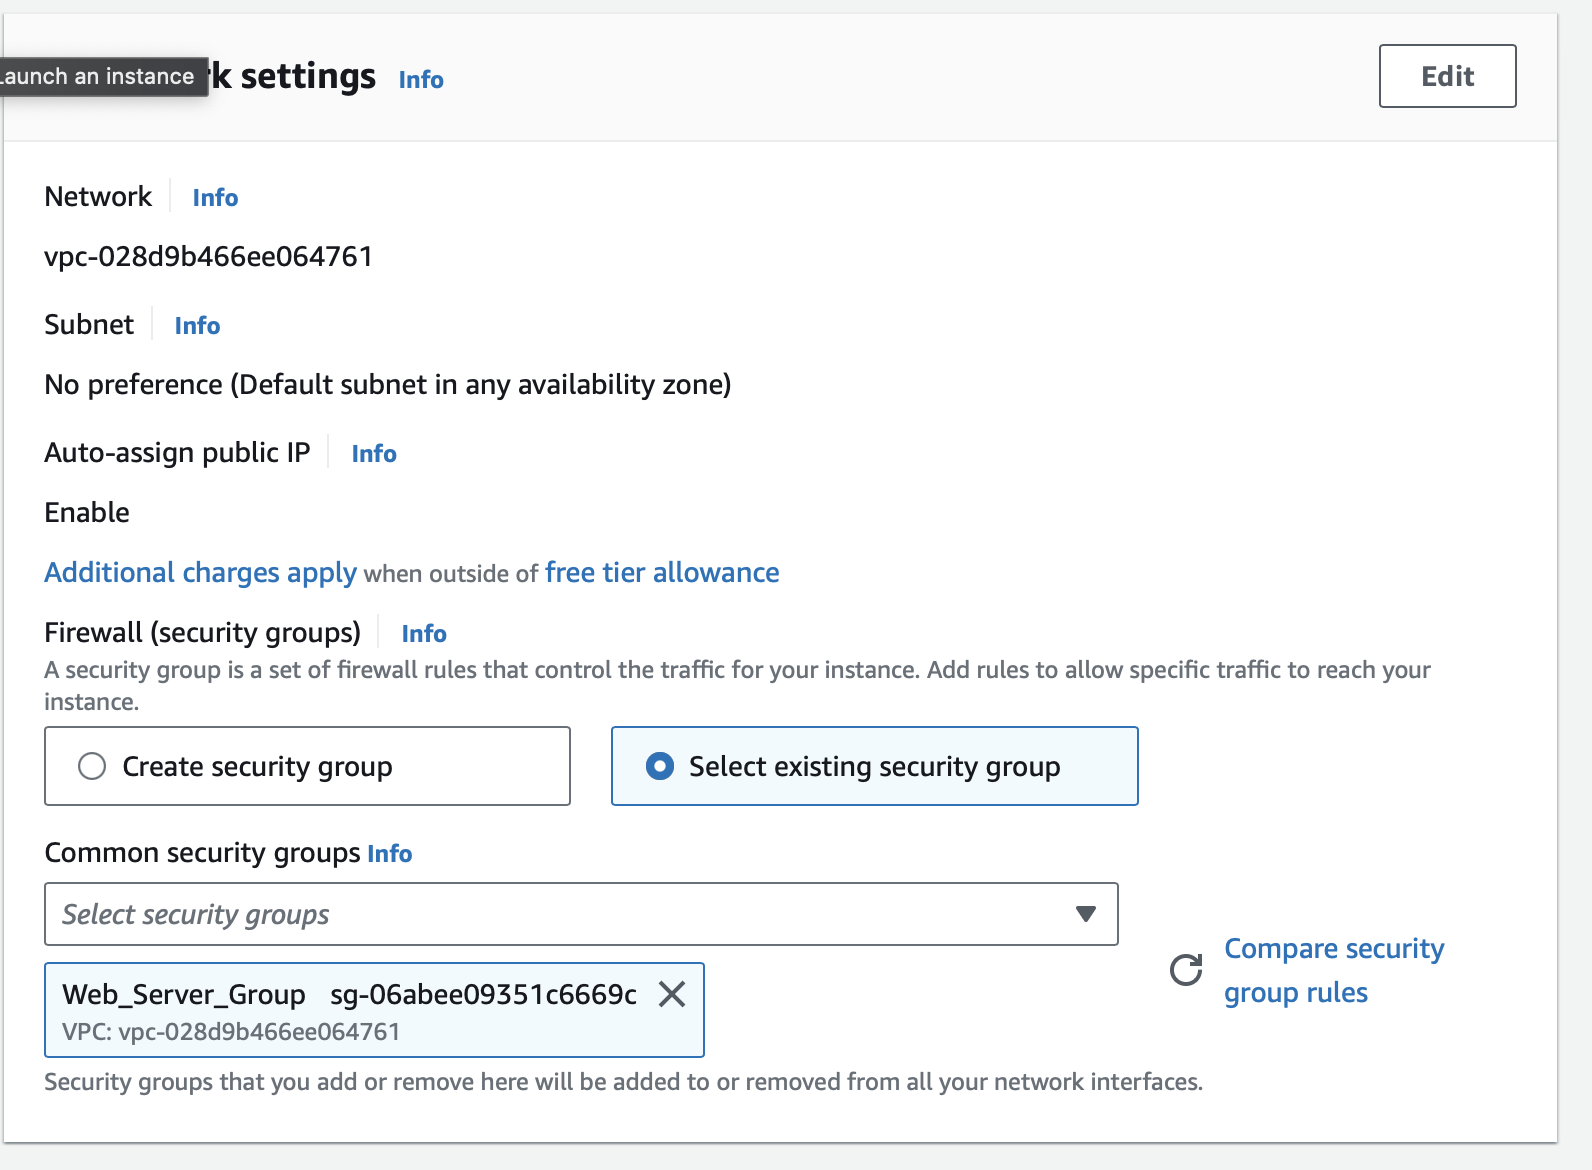 Launch an instance
rk settings Info
Edit
Network Info
vpc-028d9b466ee064761
Subnet Info
No preference (Default subnet in any availability zone)
Auto-assign public IP Info
Enable
Additional charges apply when outside of free tier allowance
Firewall (security groups) Info
A security group is a set of firewall rules that control the traffic for your instance. Add rules to allow specific traffic to reach your
instance.
Create security group
Select existing security group
Common security groups Info
Select security groups
Compare security
group rules
Web_Server_Group sg-06abee09351c6669c
VPC: vpc-028d9b466ee064761
Security groups that you add or remove here will be added to or removed from all your network interfaces.